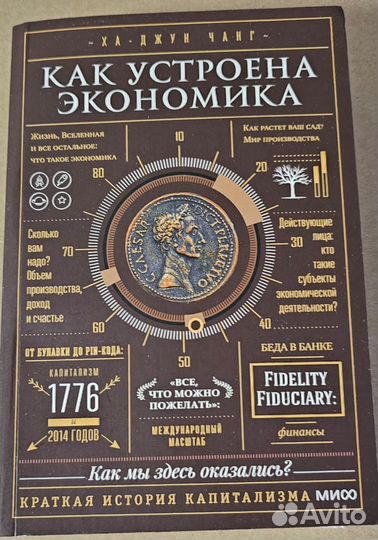 ХА-ДЖУН ЧАНГ
КАК УСТРОЕНА
ЭКОНОМИКА
Жизнь, Вселенная
и все остальное:
что такое экономика
Как растет ваш сад?
Мир производства
10
80
20
Сколько
вам
надо?
Объем
производства,
доход
и счастье
70
30
Действующие
лица:
кто
такие
субъекты
экономической
деятельности?
60
40
50
ОТ БУЛАВКИ ДО PIN-КОДА:
КАПИТАЛИЗМ
1776
И
2014 ГОДОВ
«ВСЕ,
ЧТО МОЖНО
ПОЖЕЛАТЬ»:
МЕЖДУНАРОДНЫЙ
МАСШТАБ
БЕДА В БАНКЕ
FIDELITY
FIDUCIARY:
финансы
Как мы здесь оказались?
КРАТКАЯ ИСТОРИЯ КАПИТАЛИЗМА
МИФ
Avito